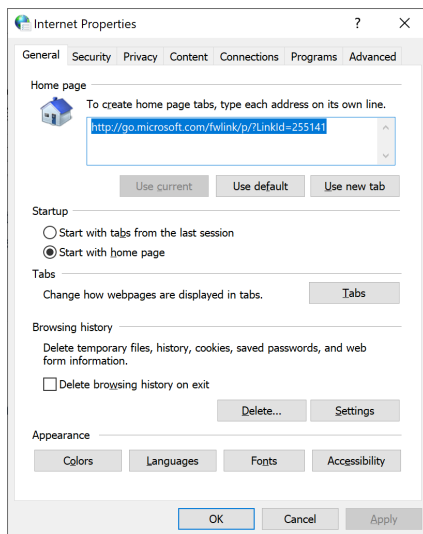 Internet Properties ? ×
General Security Privacy Content Connections Programs Advanced
Home page
To create home page tabs, type each address on its own line.
http://go.microsoft.com/fwlink/p/?LinkId=255141
Use current Use default Use new tab
Startup
Start with tabs from the last session
Start with home page
Tabs
Change how webpages are displayed in tabs. Tabs
Browsing history
Delete temporary files, history, cookies, saved passwords, and web
form information.
Delete browsing history on exit
Delete... Settings
Appearance
Colors Languages Fonts Accessibility
OK Cancel Apply